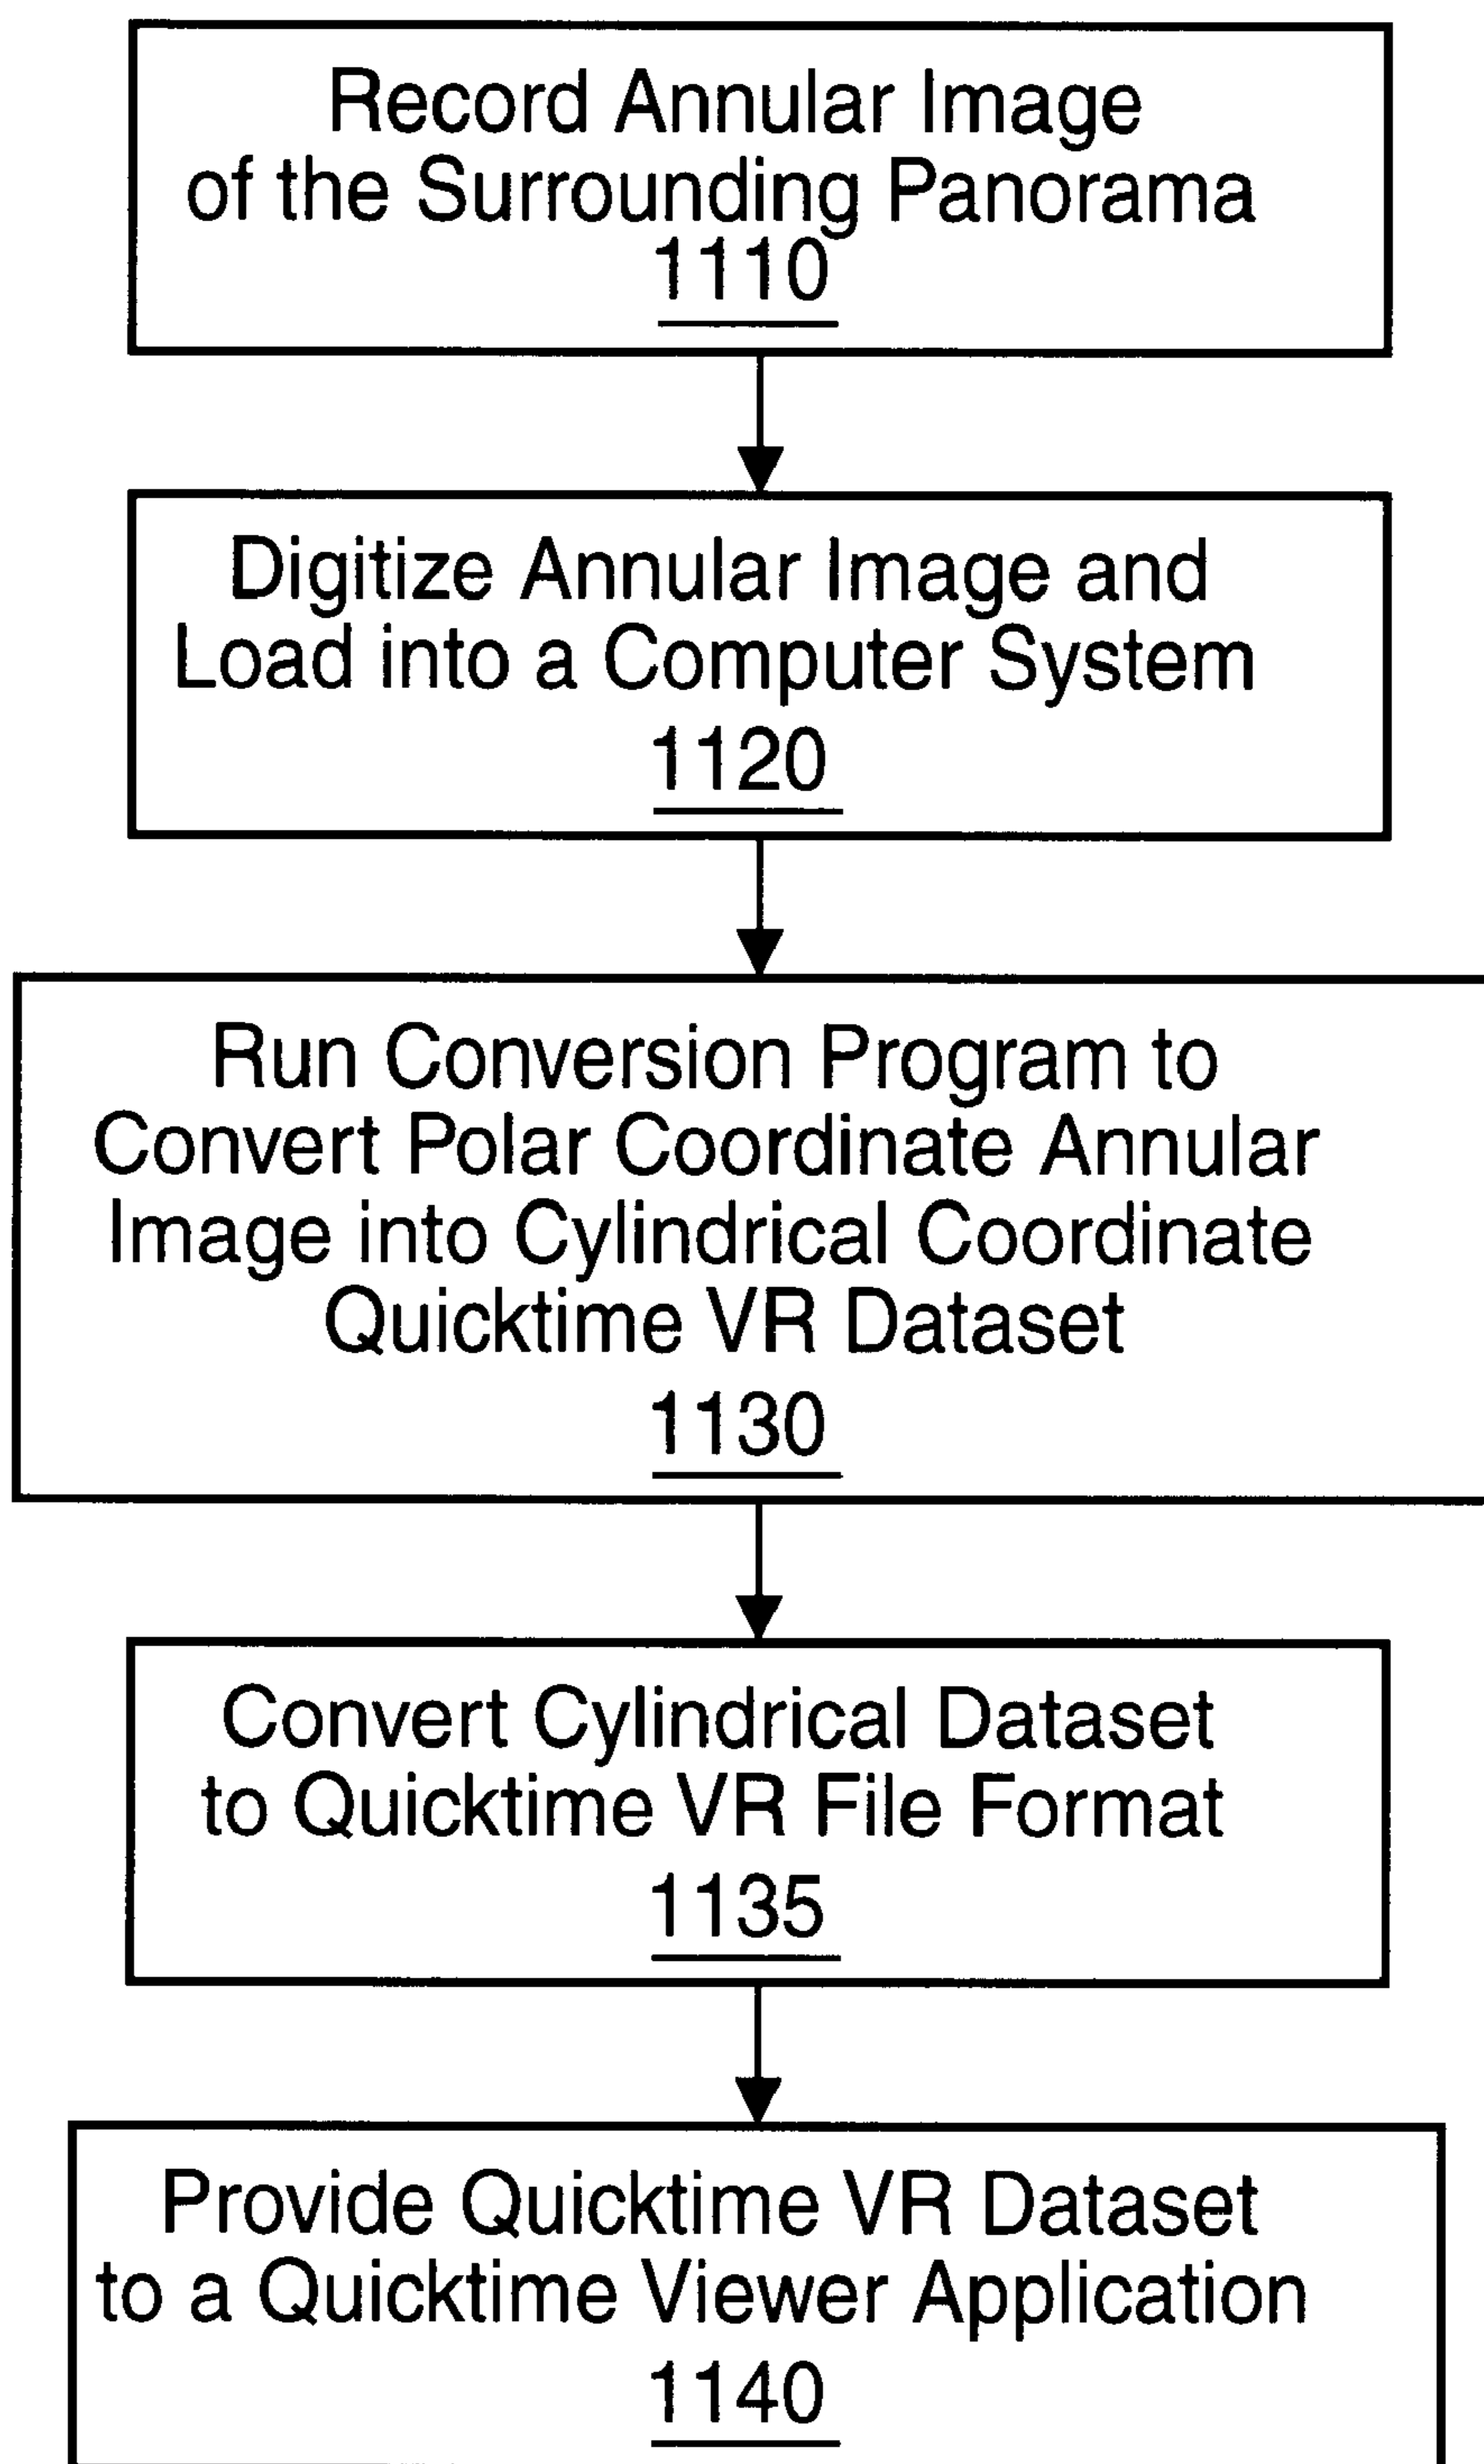 Record Annular Image
of the Surrounding Panorama
1110
Digitize Annular Image and
Load into a Computer System
1120
Run Conversion Program to
Convert Polar Coordinate Annular
Image into Cylindrical Coordinate
Quicktime VR Dataset
1130
Convert Cylindrical Dataset
to Quicktime VR File Format
1135
Provide Quicktime VR Dataset
to a Quicktime Viewer Application
1140